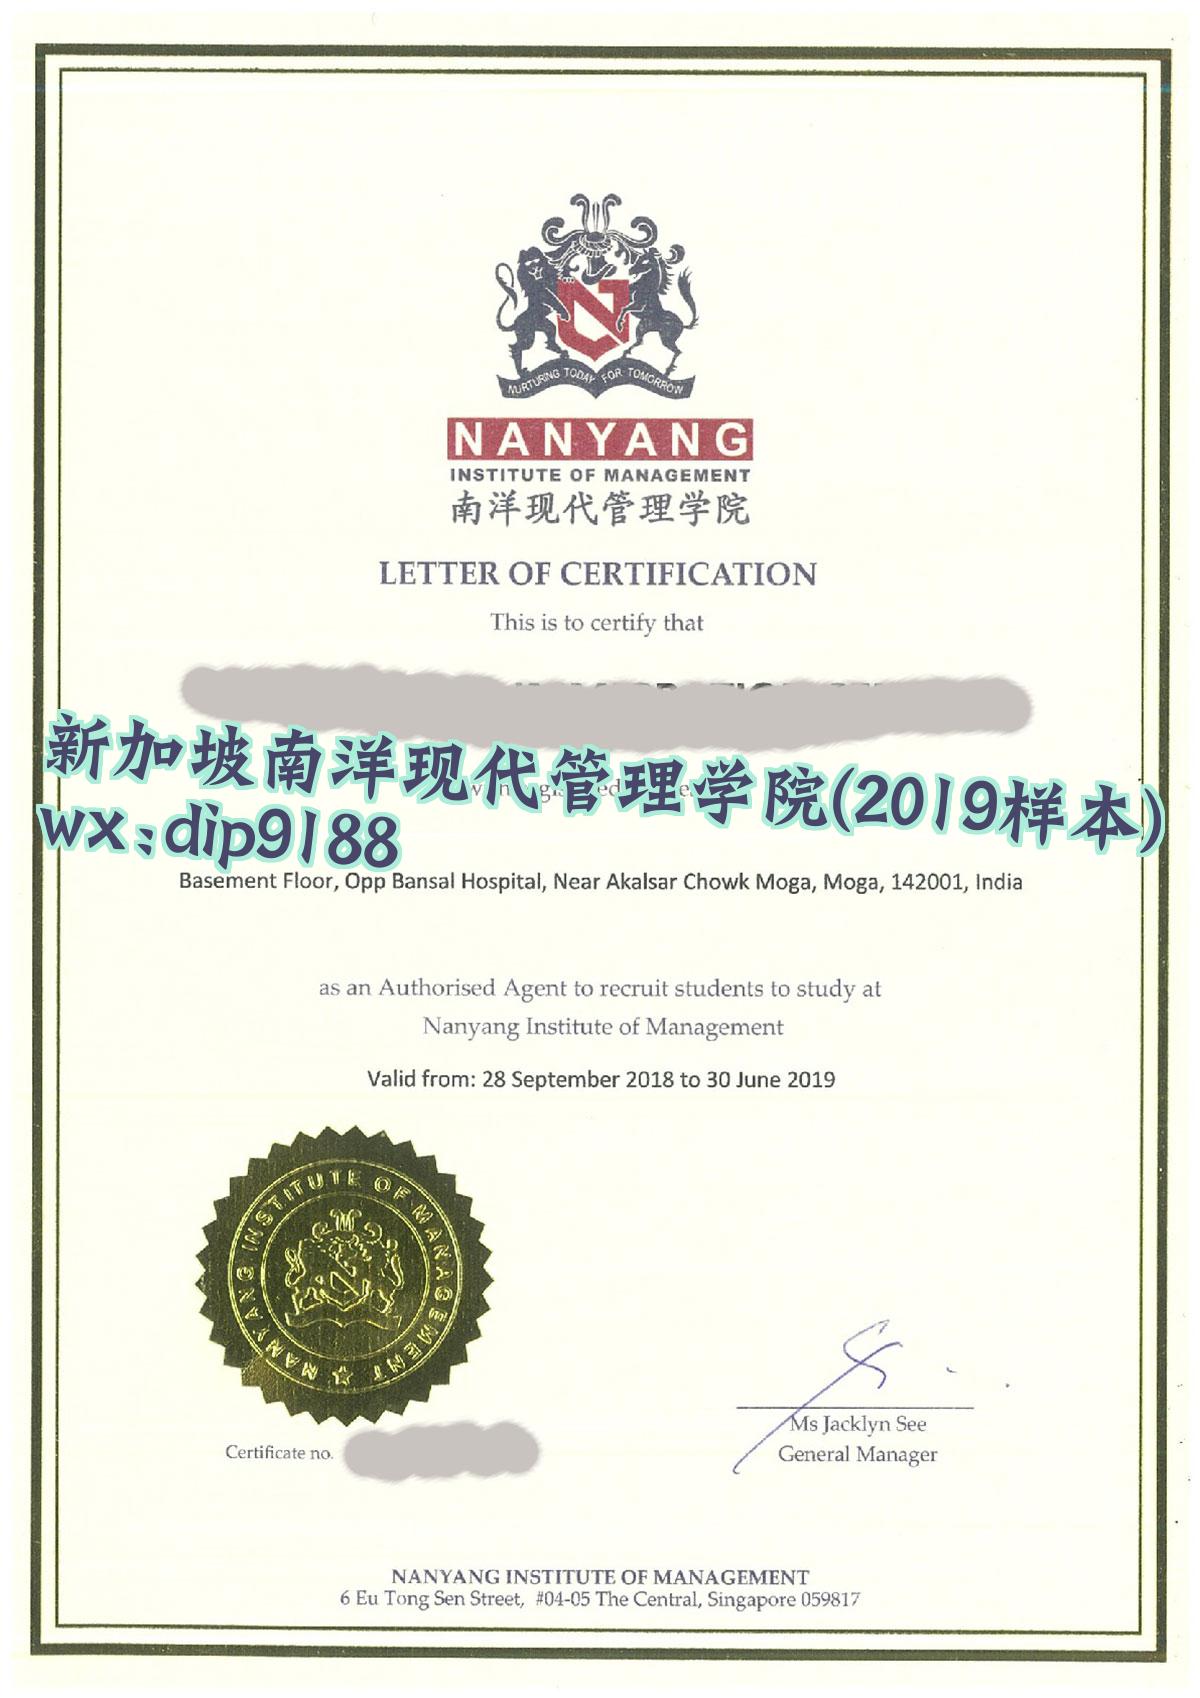 NURTURING TODAY FOR TOMORROW
NANYANG
INSTITUTE OF MANAGEMENT
南洋现代管理学院
LETTER OF CERTIFICATION
This is to certify that
新加坡南洋现代管理学院(2019样本)
wx:dip9188
Basement Floor, Opp Bansal Hospital, Near Akalsar Chowk Moga, Moga, 142001, India
as an Authorised Agent to recruit students to study at
Nanyang Institute of Management
Valid from: 28 September 2018 to 30 June 2019
NANYANG INSTITUTE OF MANAGEMENT
Certificate no.
Ms Jacklyn See
General Manager
NANYANG INSTITUTE OF MANAGEMENT
6 Eu Tong Sen Street, #04-05 The Central, Singapore 059817